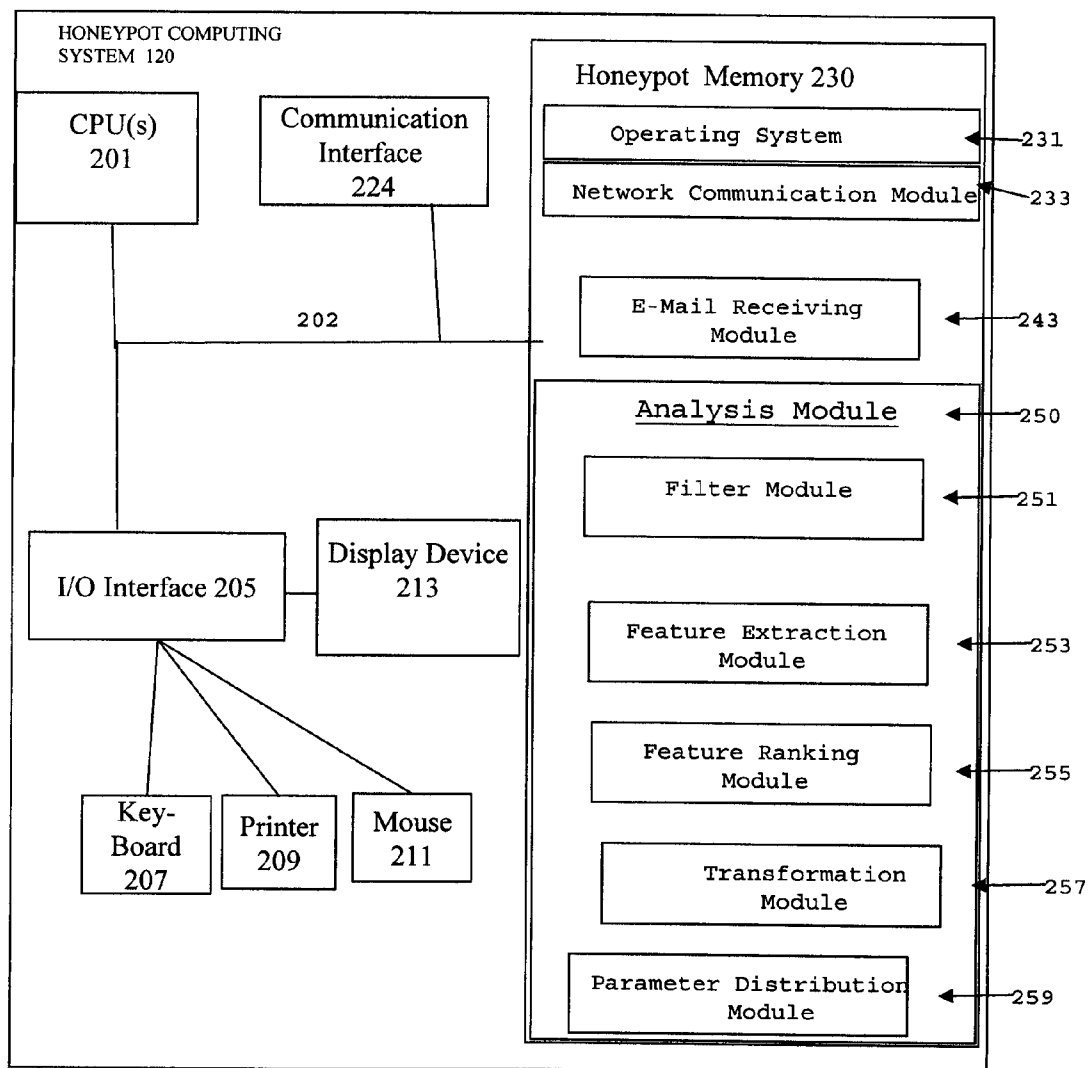 HONEYPOT COMPUTING
SYSTEM 120
CPU(s)
201
Communication
Interface
224
202
I/O Interface 205
Display Device
213
Key-
Board
207
Printer
209
Mouse
211
Honeypot Memory 230
Operating System
231
Network Communication Module
233
E-Mail Receiving
Module
243
Analysis Module
250
Filter Module
251
Feature Extraction
Module
253
Feature Ranking
Module
255
Transformation
Module
257
Parameter Distribution
Module
259